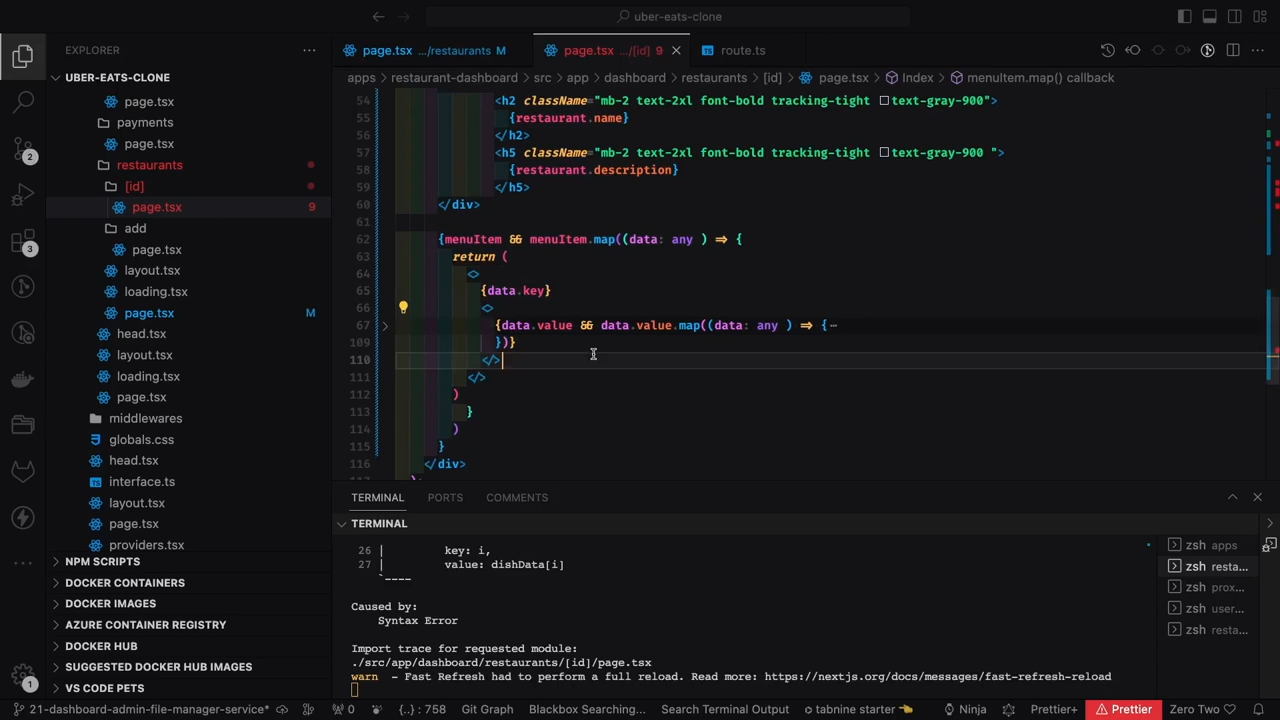 uber-eats-clone
EXPLORER
page.tsx .../restaurants M
page.tsx .../[id] 9
route.ts
UBER-EATS-CLONE
apps > restaurant-dashboard > src > app > dashboard > restaurants > [id] > page.tsx > Index > menuItem.map() callback
page.tsx
payments
page.tsx
restaurants
[id]
page.tsx 9
add
page.tsx
layout.tsx
loading.tsx
page.tsx M
head.tsx
layout.tsx
loading.tsx
page.tsx
middlewares
globals.css
head.tsx
interface.ts
layout.tsx
page.tsx
providers.tsx
NPM SCRIPTS
DOCKER CONTAINERS
DOCKER IMAGES
AZURE CONTAINER REGISTRY
DOCKER HUB
SUGGESTED DOCKER HUB IMAGES
VS CODE PETS
2
3
1
54 <h2 className="mb-2 text-2xl font-bold tracking-tight text-gray-900">
55 {restaurant.name}
56 </h2>
57 <h5 className="mb-2 text-2xl font-bold tracking-tight text-gray-900 ">
58 {restaurant.description}
59 </h5>
60 </div>
61
62 {menuItem && menuItem.map((data: any ) => {
63 return (
64 <>
65 {data.key}
66 <>
67 {data.value && data.value.map((data: any ) => {⋯
109 })}
110 </>
111 </>
112 )
113 }
114 )
115 }
116 </div>
TERMINAL PORTS COMMENTS
TERMINAL
26 | key: i,
27 | value: dishData[i]
`----
Caused by:
Syntax Error
Import trace for requested module:
./src/app/dashboard/restaurants/[id]/page.tsx
warn - Fast Refresh had to perform a full reload. Read more: https://nextjs.org/docs/messages/fast-refresh-reload
zsh apps
zsh resta...
zsh prox...
zsh user...
zsh resta...
21-dashboard-admin-file-manager-service* 0 {..} : 758 Git Graph Blackbox Searching... Search Terminal Output tabnine starter Ninja Prettier+ Prettier Zero Two